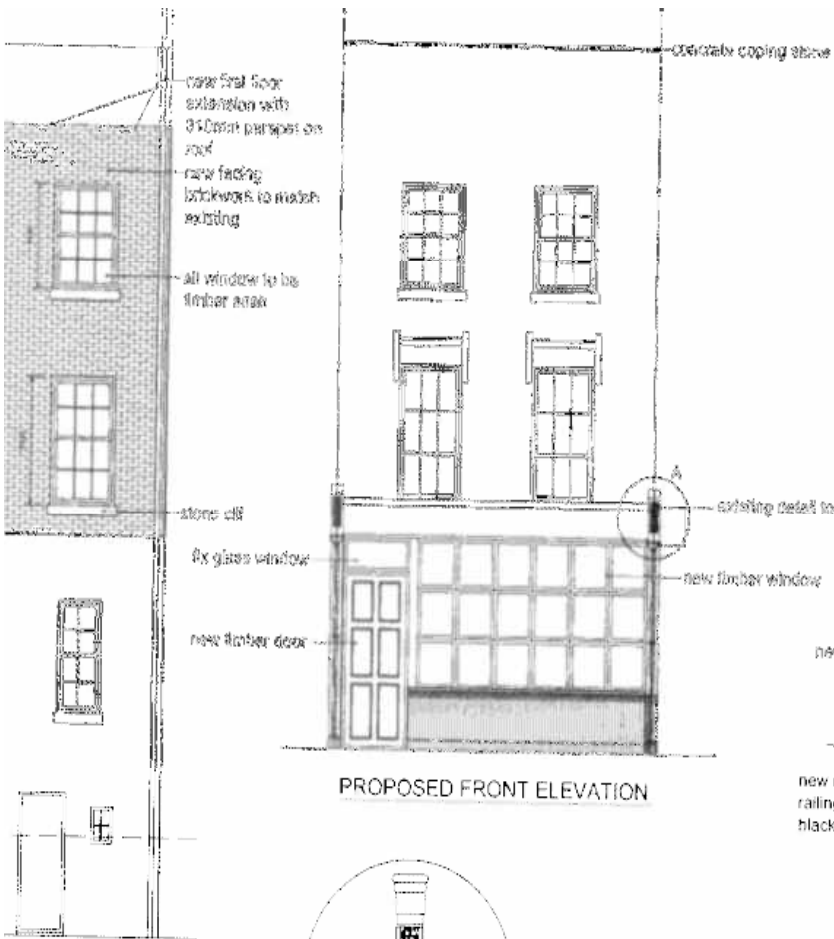 concrete coping stone
new first floor
extension with
parapet on
roof
new facing
brickwork to match
existing
all window to be
timber
A
stone cill
existing detail to
fix glass window
new timber window
new timber door
PROPOSED FRONT ELEVATION
new
railing
black